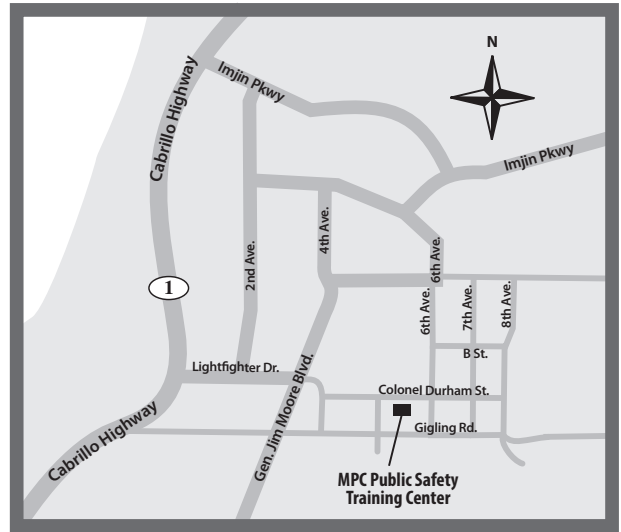 N
Imjin Pkwy
Cabrillo Highway
Imjin Pkwy
2nd Ave.
4th Ave.
6th Ave.
1
6th Ave.
7th Ave.
8th Ave.
B St.
Lightfighter Dr.
Gen. Jim Moore Blvd.
Colonel Durham St.
Cabrillo Highway
Gigling Rd.
MPC Public Safety
Training Center